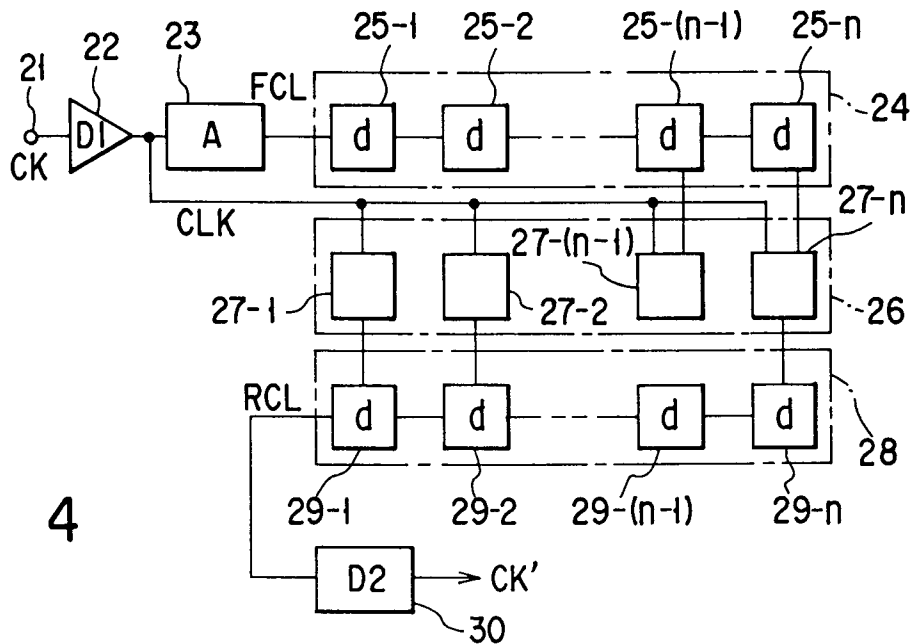 25-1 25-2 25-(n-1) 25-n
21 22 23 FCL 24
CK D1 A d d d d
CLK 27-(n-1) 27-n
27-1 27-2 26
RCL d d d d 28
29-1 29-2 29-(n-1) 29-n
4
D2 CK'
30